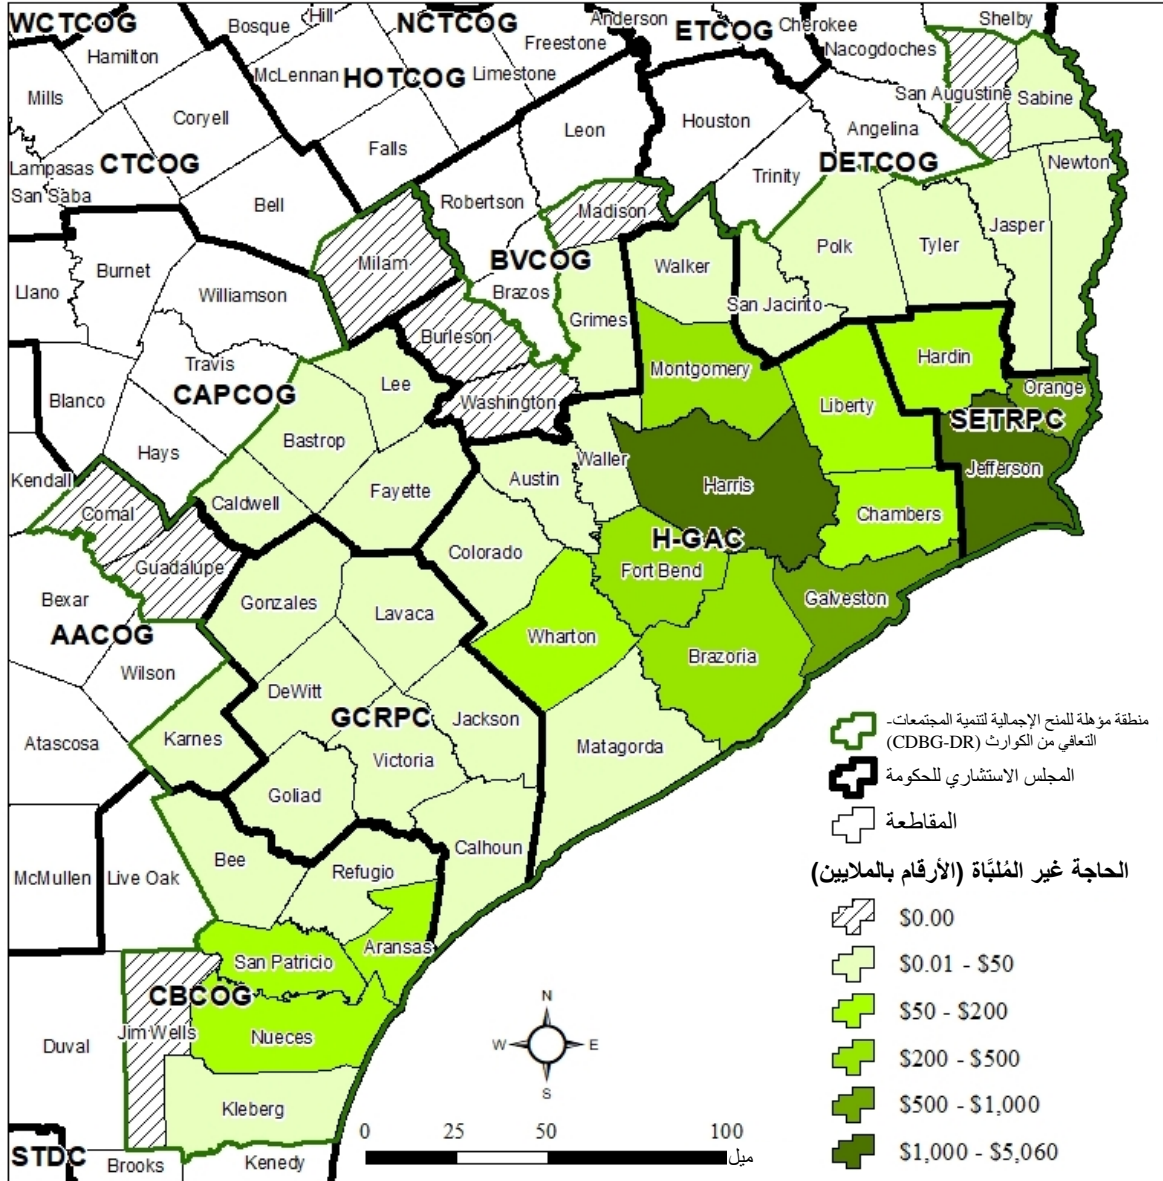 WCTCOG
Hamilton
Bosque
Hill
NCTCOG
Anderson
ETCOG
Cherokee
Shelby
Freestone
Nacogdoches
McLennan
HOTCOG
Limestone
Mills
Coryell
Leon
Houston
San Augustine
Sabine
Angelina
Falls
Lampasas
CTCOG
Trinity
DETCOG
Newton
San Saba
Bell
Robertson
Madison
Jasper
Polk
Tyler
Burnet
Milam
BVCOG
Walker
Llano
Williamson
Brazos
San Jacinto
Grimes
Burleson
Travis
Montgomery
Hardin
CAPCOG
Lee
Orange
Blanco
Washington
Liberty
SETRPC
Bastrop
Hays
Waller
Jefferson
Kendall
Austin
Harris
Caldwell
Fayette
Comal
Chambers
H-GAC
Colorado
Guadalupe
Fort Bend
Bexar
Gonzales
Lavaca
Galveston
AACOG
Wharton
Wilson
Brazoria
DeWitt
GCRPC
Jackson
Karnes
Atascosa
Matagorda
Victoria
Goliad
Calhoun
Bee
Refugio
McMullen
Live Oak
Aransas
San Patricio
CBCOG
Jim Wells
Nueces
Duval
Kleberg
STDC
Brooks
Kenedy
منطقة مؤهلة للمنح الإجمالية لتنمية المجتمعات-
التعافي من الكوارث (CDBG-DR)
المجلس الاستشاري للحكومة
المقاطعة
الحاجة غير المُلبَّاة (الأرقام بالملايين)
$0.00
$0.01 - $50
$50 - $200
$200 - $500
$500 - $1,000
$1,000 - $5,060
N
W E
S
0 25 50 100
ميل